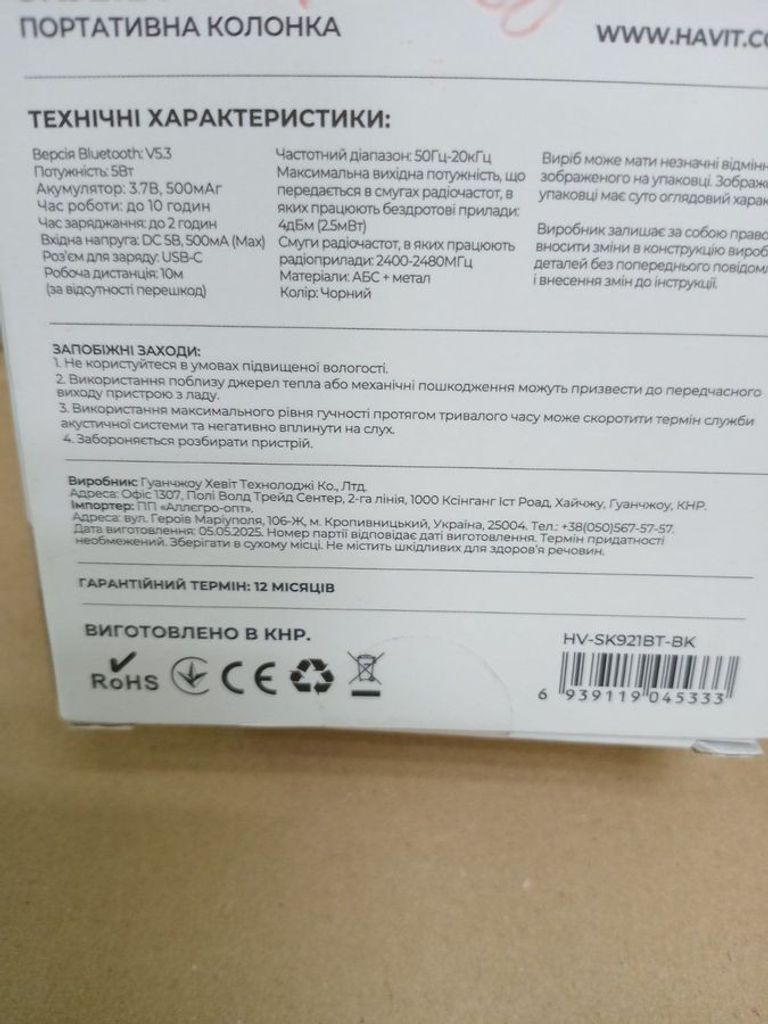 ПОРТАТИВНА КОЛОНКА
WWW.HAVIT.CO
ТЕХНІЧНІ ХАРАКТЕРИСТИКИ:
Версія Bluetooth: V5.3
Потужність: 5Вт
Акумулятор: 3.7В, 500мАг
Час роботи: до 10 годин
Час заряджання: до 2 годин
Вхідна напруга: DC 5В, 500мА (Max)
Роз'єм для заряду: USB-C
Робоча дистанція: 10м
(за відсутності перешкод)
Частотний діапазон: 50Гц-20кГц
Максимальна вихідна потужність, що
передається в смугах радіочастот, в
яких працюють бездротові прилади:
4дБм (2.5мВт)
Смуги радіочастот, в яких працюють
радіоприлади: 2400-2480МГц
Матеріали: АБС + метал
Колір: Чорний
Виріб може мати незначні відмінн
зображеного на упаковці. Зображе
упаковці має суто оглядовий харак
Виробник залишає за собою право
вносити зміни в конструкцію вироб
деталей без попереднього повідомл
і внесення змін до інструкції.
ЗАПОБІЖНІ ЗАХОДИ:
1. Не користуйтеся в умовах підвищеної вологості.
2. Використання поблизу джерел тепла або механічні пошкодження можуть призвести до передчасного
виходу пристрою з ладу.
3. Використання максимального рівня гучності протягом тривалого часу може скоротити термін служби
акустичної системи та негативно вплинути на слух.
4. Забороняється розбирати пристрій.
Виробник: Гуанчжоу Хевіт Технолоджі Ко., Лтд.
Адреса: Офіс 1307, Полі Волд Трейд Сентер, 2-га лінія, 1000 Ксінганг Іст Роад, Хайчжу, Гуанчжоу, КНР.
Імпортер: ПП «Аллєгро-опт».
Адреса: вул. Героїв Маріуполя, 106-Ж, м. Кропивницький, Україна, 25004. Тел.: +38(050)567-57-57.
Дата виготовлення: 05.05.2025. Номер партії відповідає даті виготовлення. Термін придатності
необмежений. Зберігати в сухому місці. Не містить шкідливих для здоров'я речовин.
ГАРАНТІЙНИЙ ТЕРМІН: 12 МІСЯЦІВ
ВИГОТОВЛЕНО В КНР.
HV-SK921BT-BK
RoHS CE
6 939119 045333